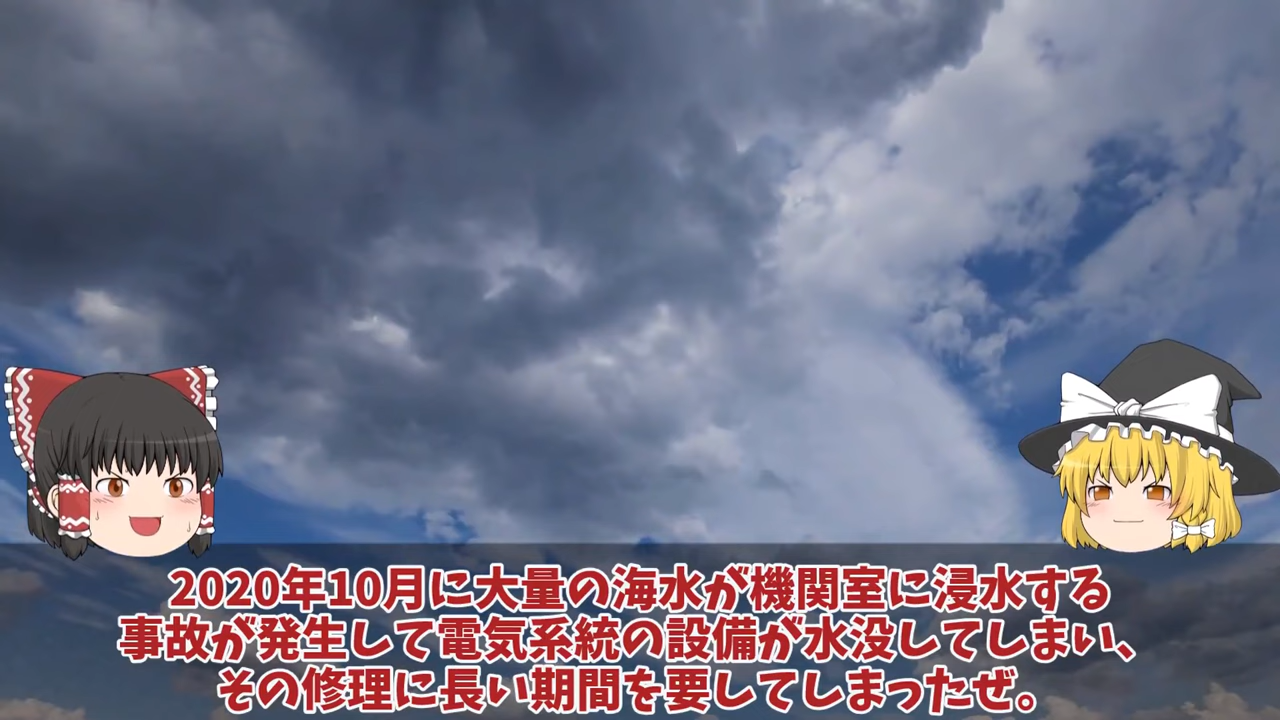 2020年10月に大量の海水が機関室に浸水する
事故が発生して電気系統の設備が水没してしまい、
その修理に長い期間を要してしまったぜ。